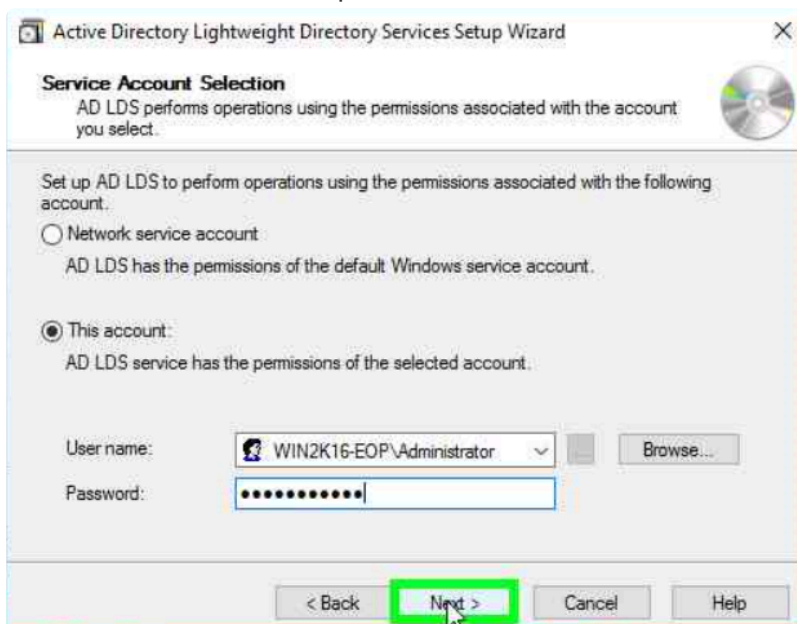 Active Directory Lightweight Directory Services Setup Wizard
Service Account Selection
AD LDS performs operations using the permissions associated with the account
you select.
Set up AD LDS to perform operations using the permissions associated with the following
account.
Network service account
AD LDS has the permissions of the default Windows service account.
This account:
AD LDS service has the permissions of the selected account.
User name:
WIN2K16-EOP\Administrator
Browse...
Password:
< Back
Next >
Cancel
Help